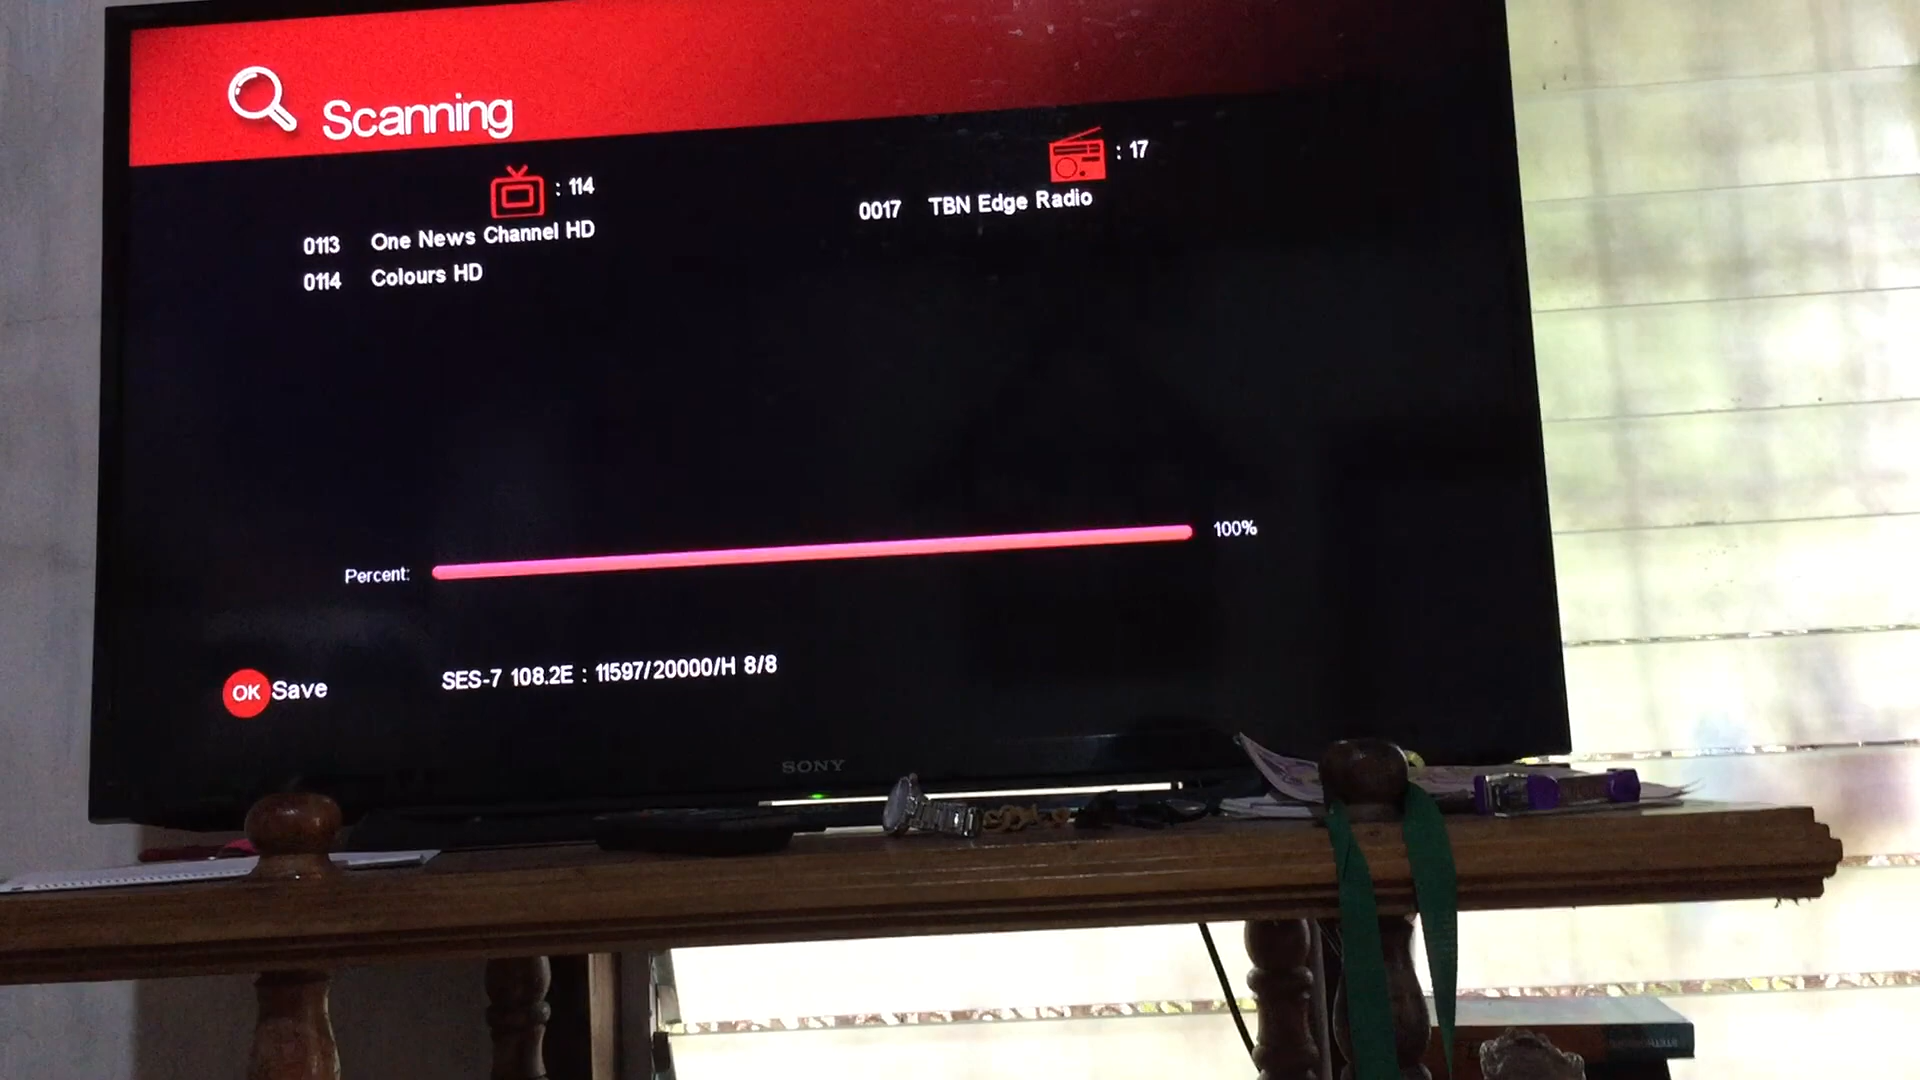 Scanning
: 114
: 17
0113 One News Channel HD
0114 Colours HD
0017 TBN Edge Radio
Percent: 100%
OK Save
SES-7 108.2E : 11597/20000/H 8/8
SONY